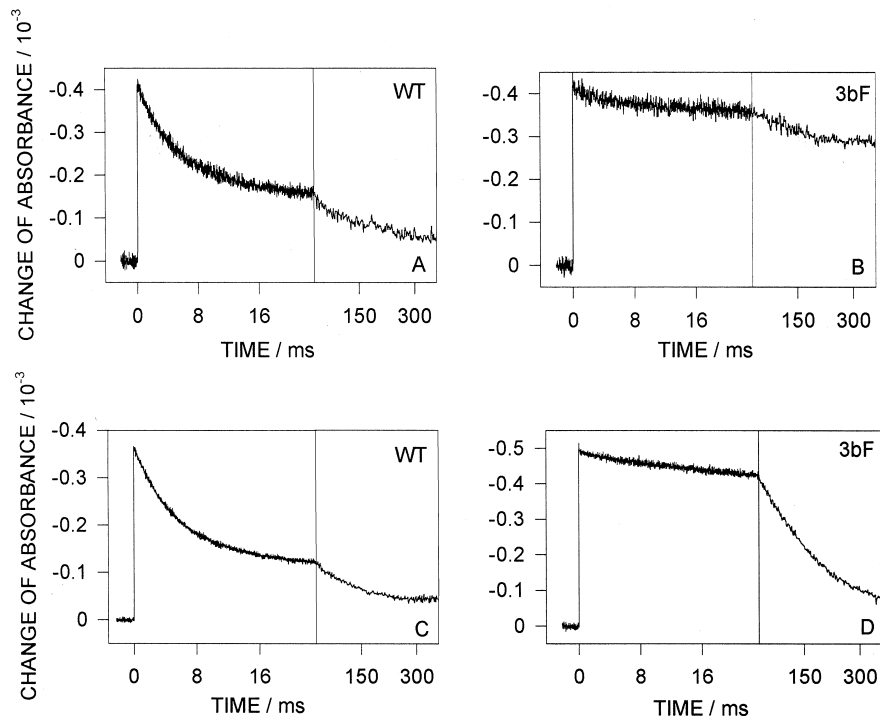 CHANGE OF ABSORBANCE / 10⁻³
-0.4
-0.3
-0.2
-0.1
0
WT
A
0 8 16 150 300
TIME / ms
-0.4
-0.3
-0.2
-0.1
0
3bF
B
0 8 16 150 300
TIME / ms
CHANGE OF ABSORBANCE / 10⁻³
-0.4
-0.3
-0.2
-0.1
0
WT
C
0 8 16 150 300
TIME / ms
-0.5
-0.4
-0.3
-0.2
-0.1
0
3bF
D
0 8 16 150 300
TIME / ms